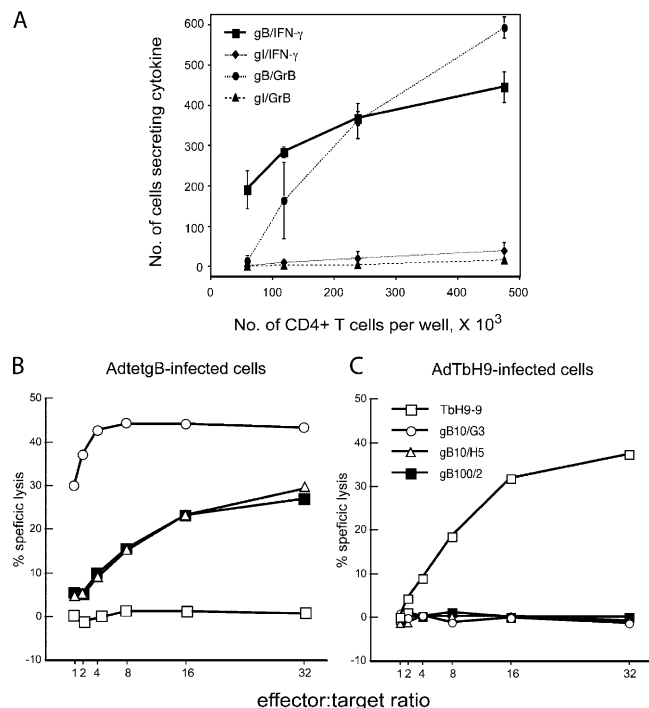 A
No. of cells secreting cytokine
600
500
400
300
200
100
0
gB/IFN-γ
gI/IFN-γ
gB/GrB
gI/GrB
0 100 200 300 400 500
No. of CD4+ T cells per well, X 10³
B
AdtetgB-infected cells
% speficic lysis
50
40
30
20
10
0
-10
1 2 4 8 16 32
C
AdTbH9-infected cells
% speficic lysis
50
40
30
20
10
0
-10
TbH9-9
gB10/G3
gB10/H5
gB100/2
1 2 4 8 16 32
effector:target ratio